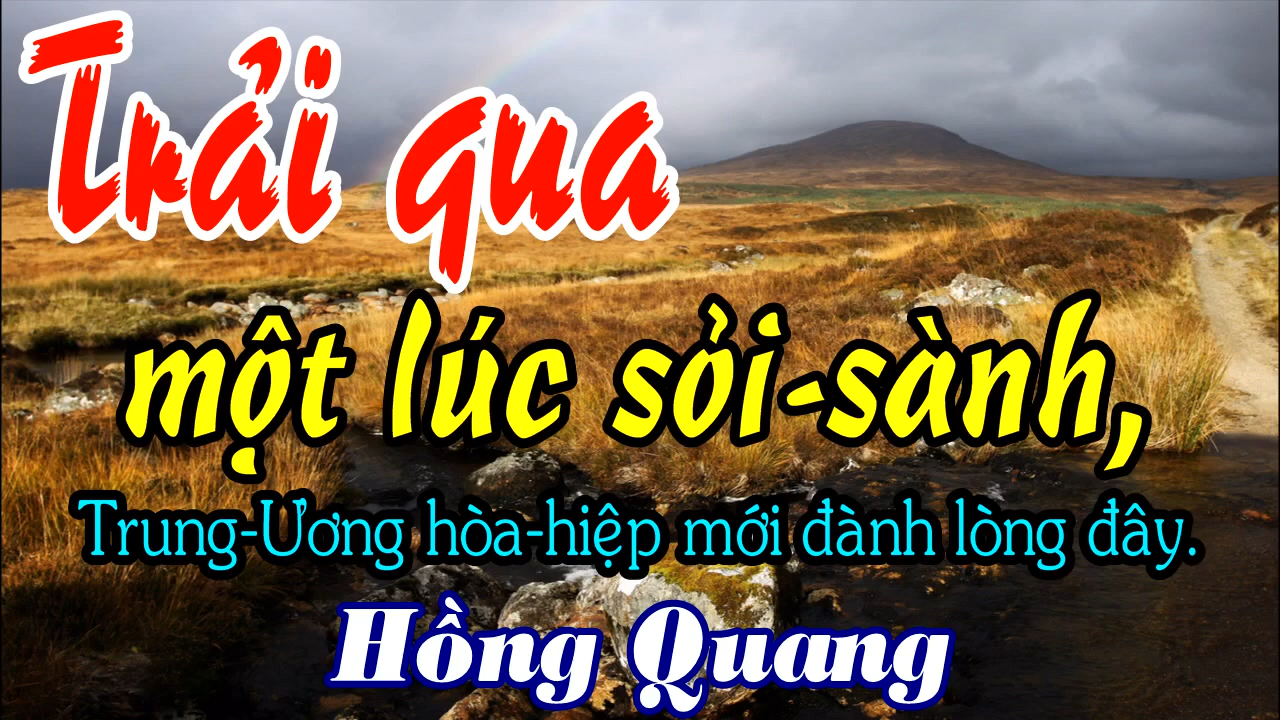 Trải qua
một lúc sỏi-sành,
Trung-Ương hòa-hiệp mới đành lòng đây.
Hồng Quang